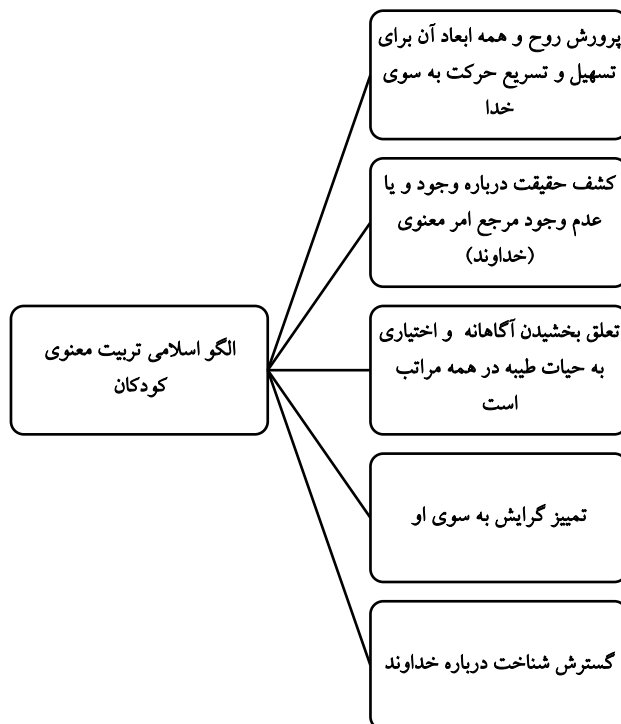 پرورش روح و همه ابعاد آن برای
تسهیل و تسریع حرکت به سوی
خدا
کشف حقیقت درباره وجود و یا
عدم وجود مرجع امر معنوی
(خداوند)
الگو اسلامی تربیت معنوی
کودکان
تعلق بخشیدن آگاهانه و اختیاری
به حیات طیبه در همه مراتب
است
تمییز گرایش به سوی او
گسترش شناخت درباره خداوند